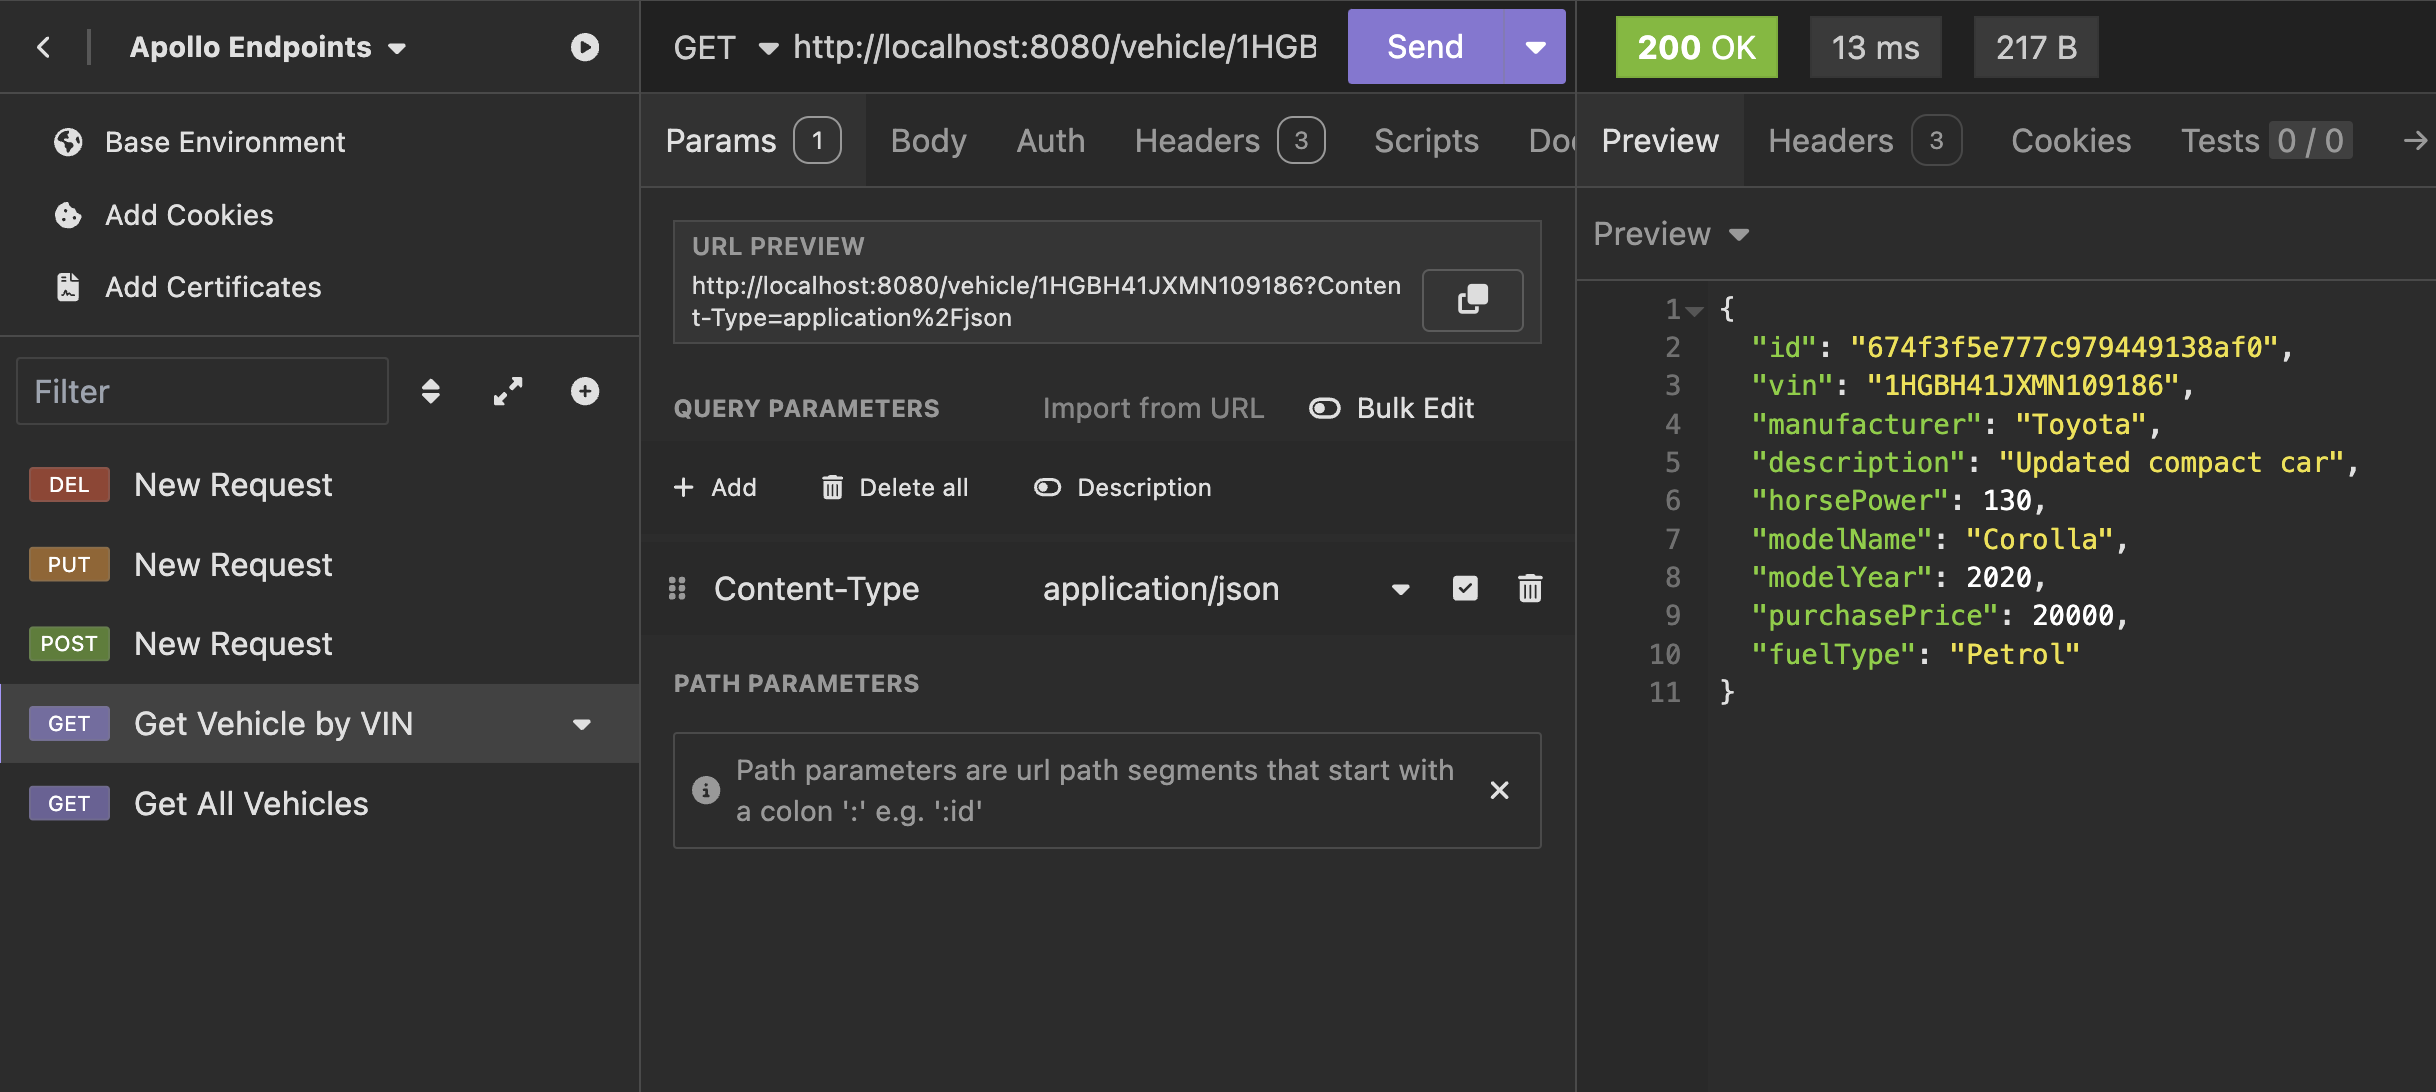 Apollo Endpoints
Base Environment
Add Cookies
Add Certificates
Filter
DEL New Request
PUT New Request
POST New Request
GET Get Vehicle by VIN
GET Get All Vehicles
GET http://localhost:8080/vehicle/1HGB Send
Params 1 Body Auth Headers 3 Scripts Doc
URL PREVIEW
http://localhost:8080/vehicle/1HGBH41JXMN109186?Conten
t-Type=application%2Fjson
QUERY PARAMETERS Import from URL Bulk Edit
+ Add Delete all Description
Content-Type application/json
PATH PARAMETERS
Path parameters are url path segments that start with
a colon ':' e.g. ':id'
200 OK 13 ms 217 B
Preview Headers 3 Cookies Tests 0 / 0
Preview
1 {
2 "id": "674f3f5e777c979449138af0",
3 "vin": "1HGBH41JXMN109186",
4 "manufacturer": "Toyota",
5 "description": "Updated compact car",
6 "horsePower": 130,
7 "modelName": "Corolla",
8 "modelYear": 2020,
9 "purchasePrice": 20000,
10 "fuelType": "Petrol"
11 }